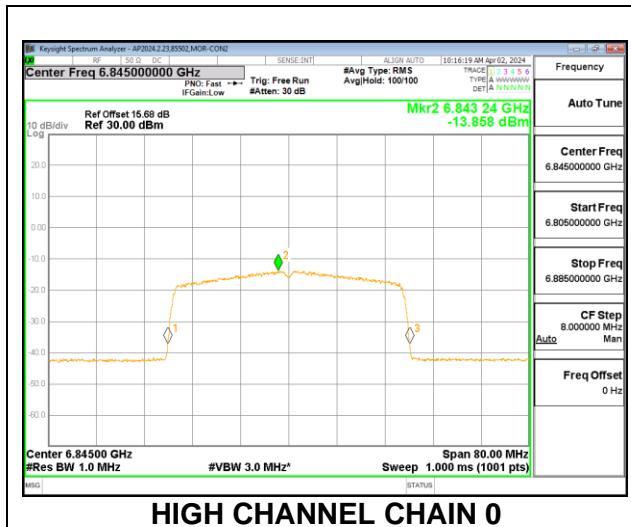 Keysight Spectrum Analyzer - AP2024.2.23,85502,MOR-CON2
RF 50 Ω DC SENSE:INT ALIGN AUTO 10:16:19 AM Apr 02, 2024
Center Freq 6.845000000 GHz
PNO: Fast
IFGain:Low
Trig: Free Run
#Atten: 30 dB
#Avg Type: RMS
Avg|Hold: 100/100
TRACE 1 2 3 4 5 6
TYPE A WWWWW
DET A N N N N N
Frequency
Auto Tune
Center Freq
6.845000000 GHz
Start Freq
6.805000000 GHz
Stop Freq
6.885000000 GHz
CF Step
8.000000 MHz
Auto Man
Freq Offset
0 Hz
Mkr2 6.843 24 GHz
-13.858 dBm
Ref Offset 15.68 dB
10 dB/div Ref 30.00 dBm
Log
20.0
10.0
0.00
-10.0
-20.0
-30.0
-40.0
-50.0
-60.0
2
1
3
Center 6.84500 GHz Span 80.00 MHz
#Res BW 1.0 MHz #VBW 3.0 MHz* Sweep 1.000 ms (1001 pts)
MSG STATUS
HIGH CHANNEL CHAIN 0